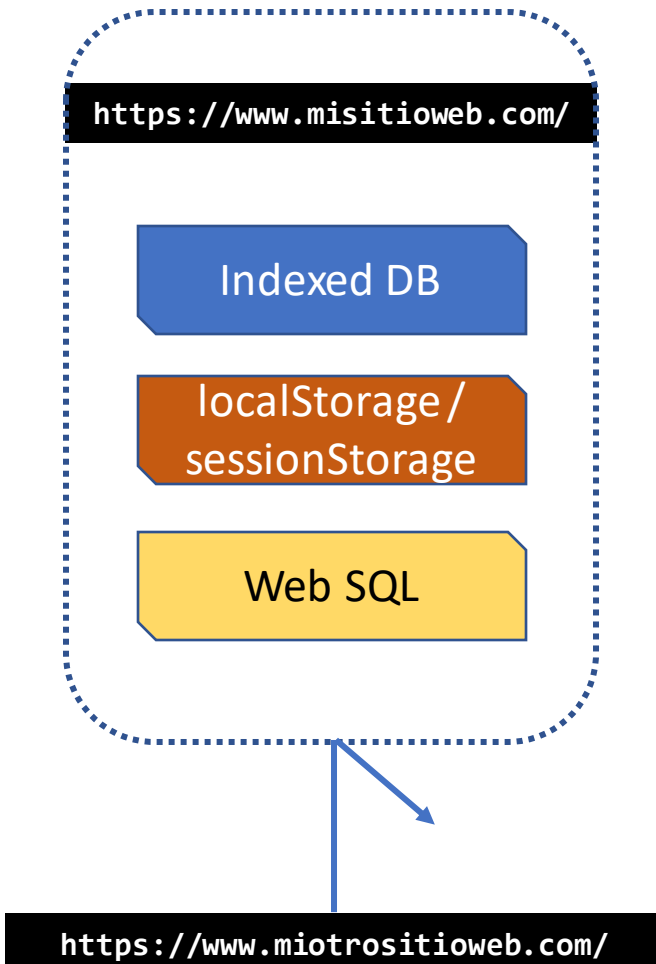 https://www.misitioweb.com/
Indexed DB
localStorage/
sessionStorage
Web SQL
https://www.miotrositioweb.com/